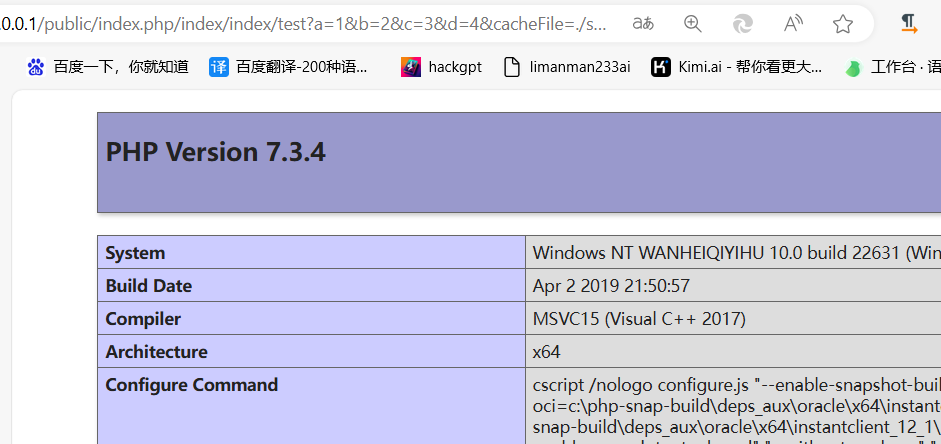 .0.0.1/public/index.php/index/index/test?a=1&b=2&c=3&d=4&cacheFile=./s...
百度一下，你就知道 译 百度翻译-200种语... hackgpt limanman233ai Kimi.ai - 帮你看更大... 工作台 · 语
PHP Version 7.3.4
System Windows NT WANHEIQIYIHU 10.0 build 22631 (Win
Build Date Apr 2 2019 21:50:57
Compiler MSVC15 (Visual C++ 2017)
Architecture x64
Configure Command cscript /nologo configure.js "--enable-snapshot-buil
oci=c:\php-snap-build\deps_aux\oracle\x64\instant
snap-build\deps_aux\oracle\x64\instantclient_12_1\